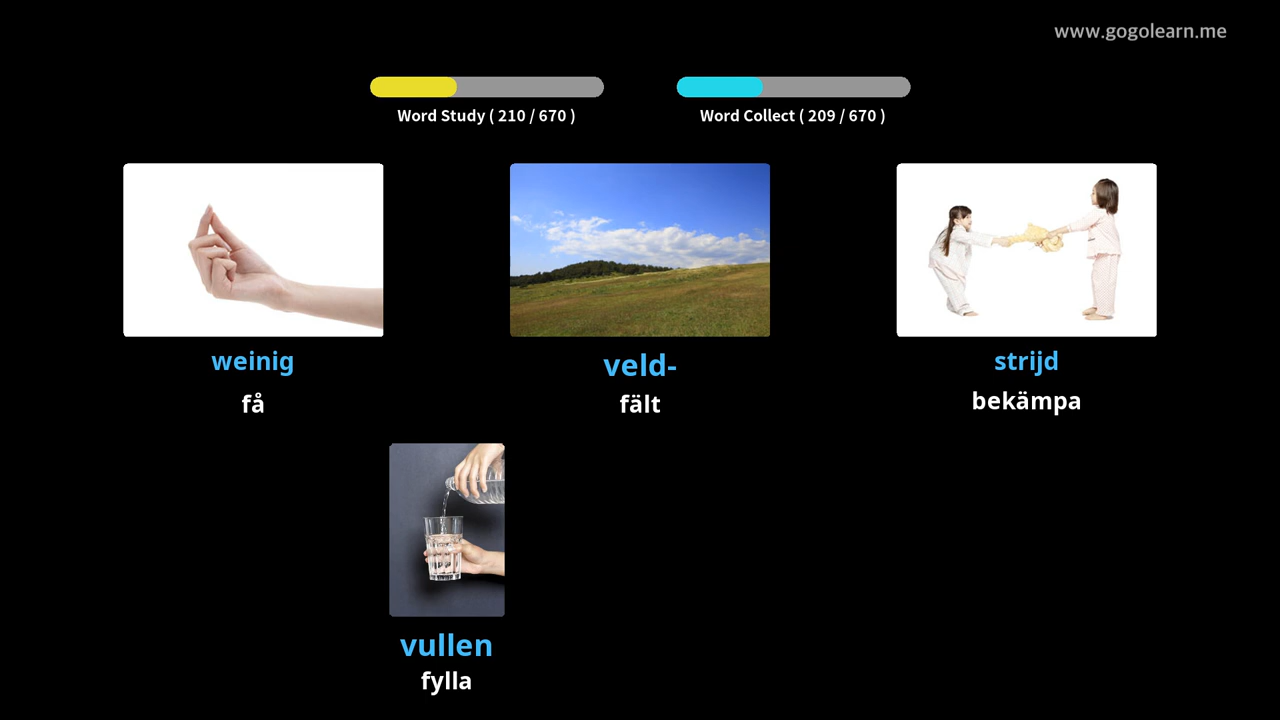 www.gogolearn.me
Word Study ( 210 / 670 )
Word Collect ( 209 / 670 )
weinig
få
veld-
fält
strijd
bekämpa
vullen
fylla